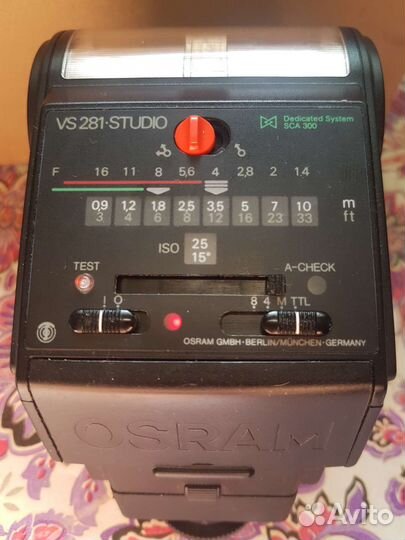 VS 281·STUDIO
Dedicated System
SCA 300
F 16 11 8 5,6 4 2,8 2 1.4
0,9 1,2 1,8 2,5 3,5 5 7 10 m
3 4 6 8 12 16 23 33 ft
ISO 25
15°
TEST
A-CHECK
I O
8 4 M TTL
OSRAM GMBH·BERLIN/MÜNCHEN·GERMANY
OSRAM
Avito